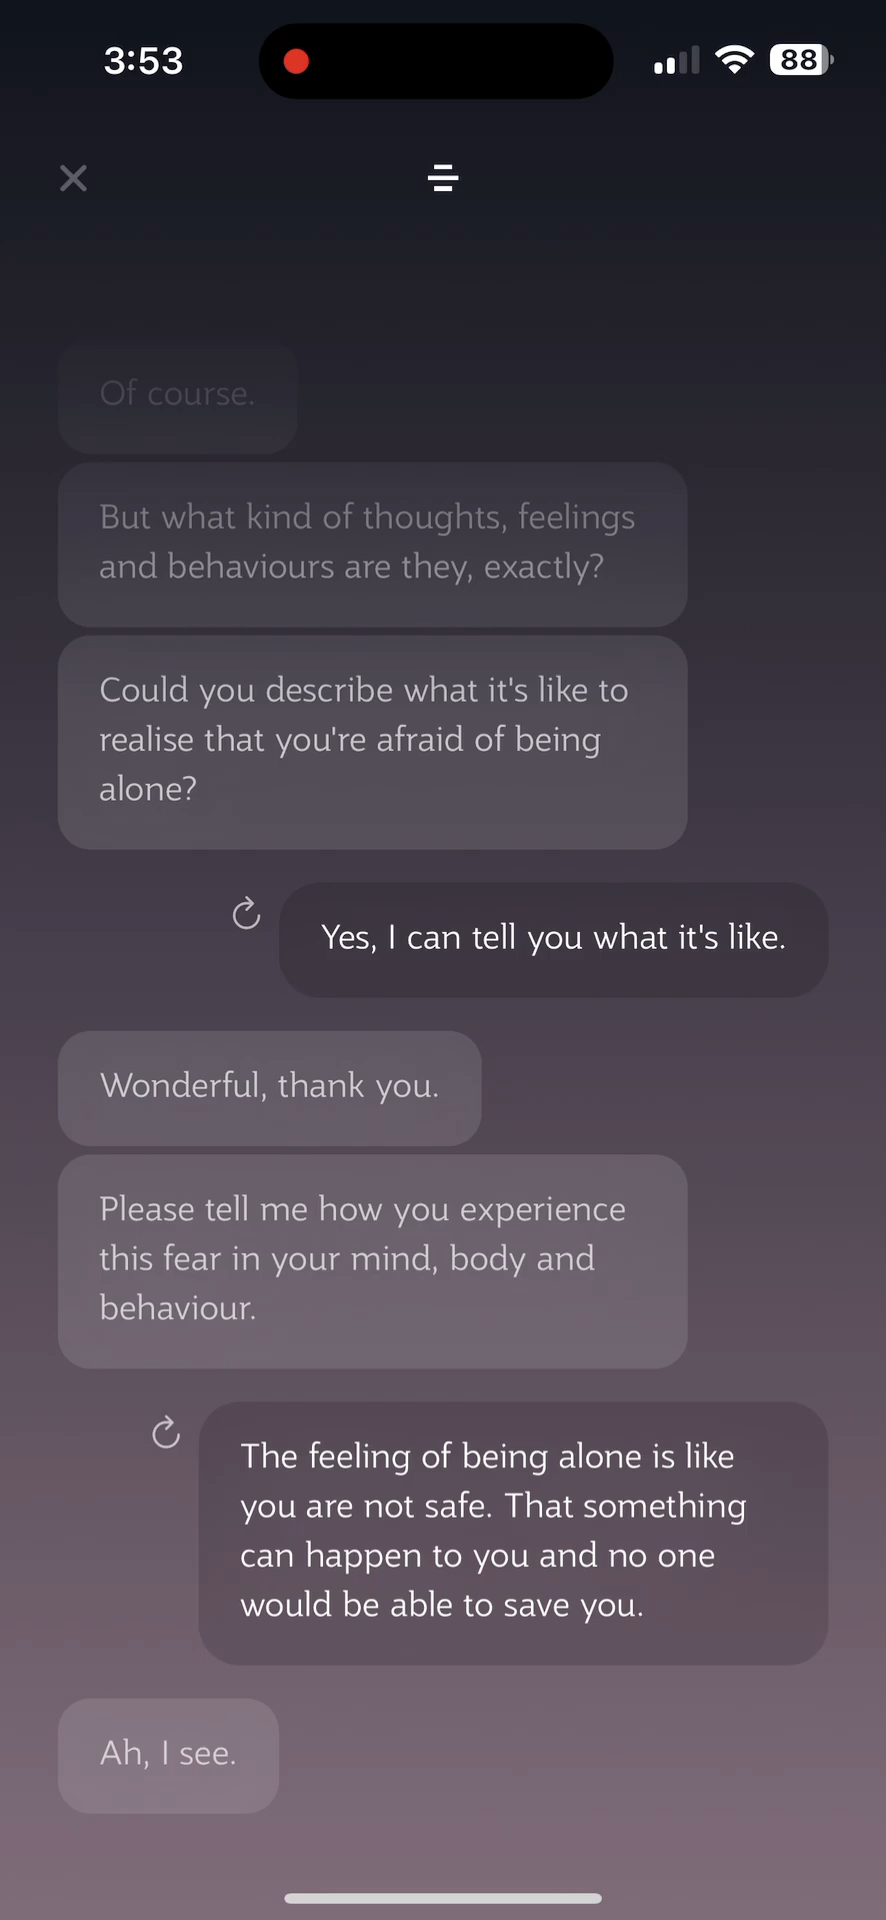 3:53
88
Of course.
But what kind of thoughts, feelings
and behaviours are they, exactly?
Could you describe what it's like to
realise that you're afraid of being
alone?
Yes, I can tell you what it's like.
Wonderful, thank you.
Please tell me how you experience
this fear in your mind, body and
behaviour.
The feeling of being alone is like
you are not safe. That something
can happen to you and no one
would be able to save you.
Ah, I see.